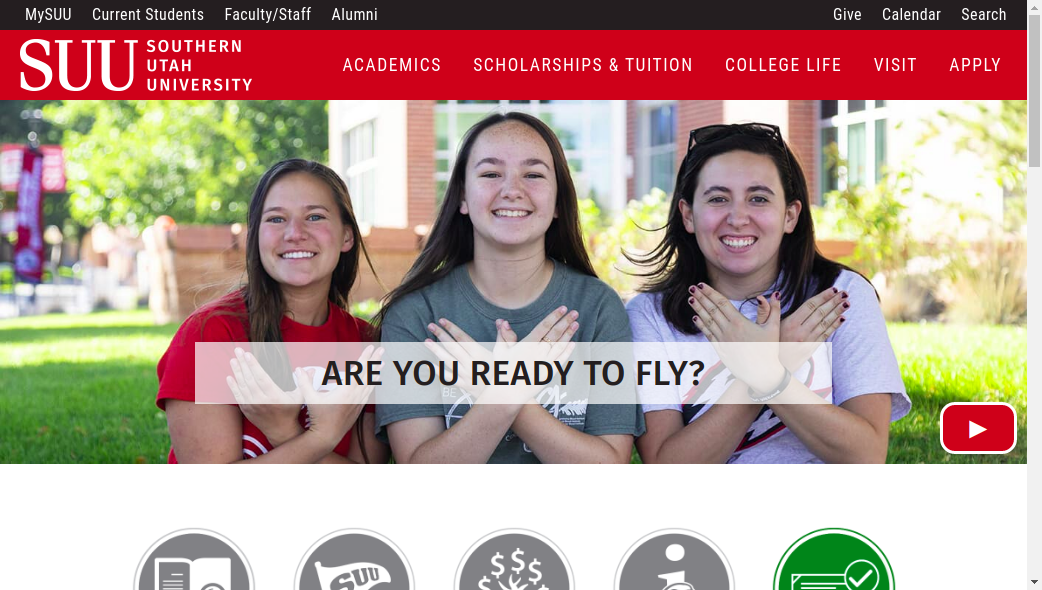 MySUU Current Students Faculty/Staff Alumni Give Calendar Search
SUU SOUTHERN
UTAH
UNIVERSITY
ACADEMICS SCHOLARSHIPS & TUITION COLLEGE LIFE VISIT APPLY
ARE YOU READY TO FLY?
BE
SUU
$ $ $